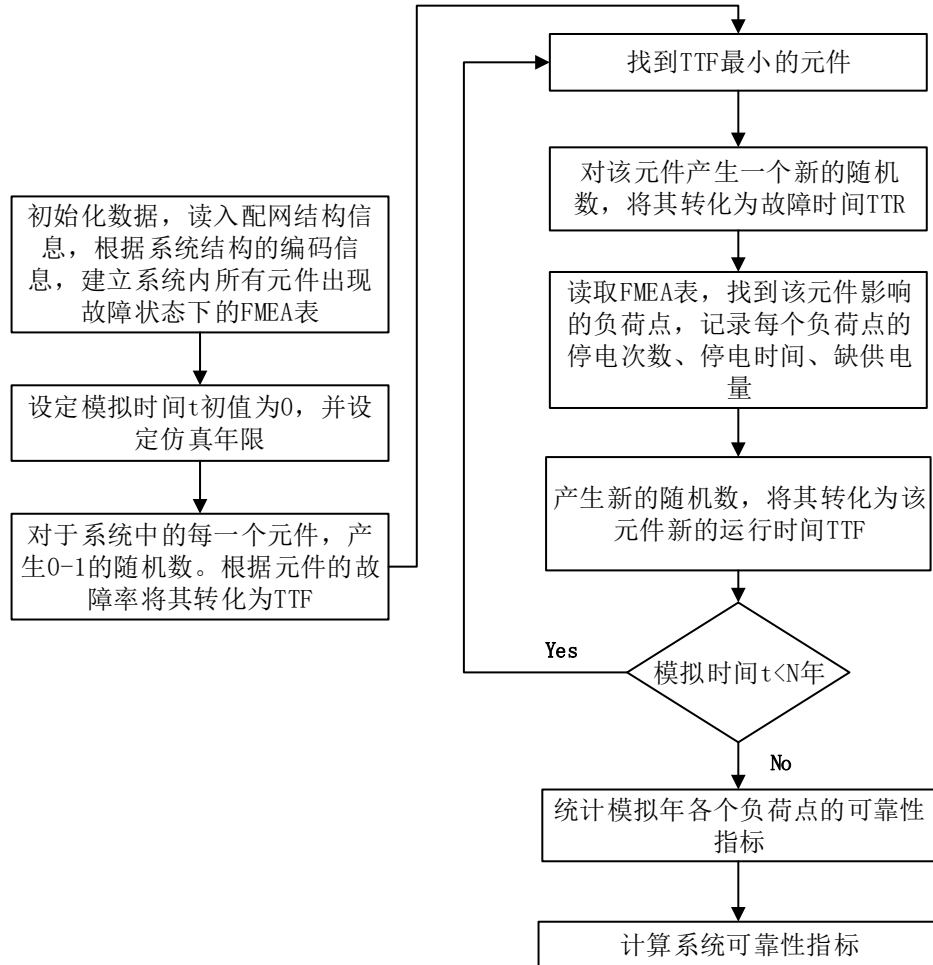 初始化数据，读入配网结构信
息，根据系统结构的编码信
息，建立系统内所有元件出现
故障状态下的FMEA表
设定模拟时间t初值为0，并设
定仿真年限
对于系统中的每一个元件，产
生0-1的随机数。根据元件的故
障率将其转化为TTF
找到TTF最小的元件
对该元件产生一个新的随机
数，将其转化为故障时间TTR
读取FMEA表，找到该元件影响
的负荷点，记录每个负荷点的
停电次数、停电时间、缺供电
量
产生新的随机数，将其转化为该
元件新的运行时间TTF
模拟时间t<N年
Yes
No
统计模拟年各个负荷点的可靠性
指标
计算系统可靠性指标